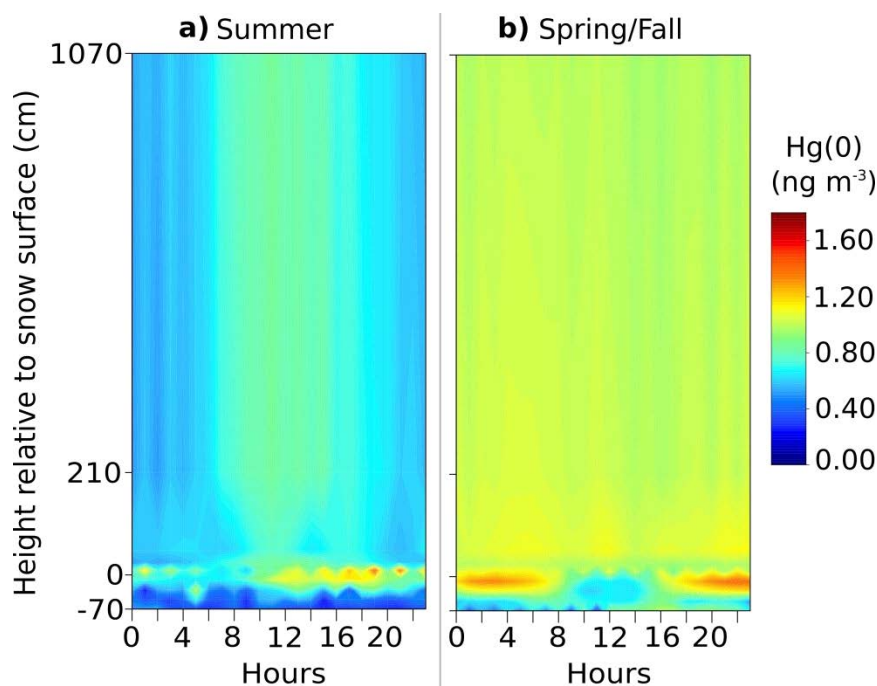 a) Summer
b) Spring/Fall
Height relative to snow surface (cm)
1070
210
0
-70
0 4 8 12 16 20
Hours
0 4 8 12 16 20
Hours
Hg(0)
(ng m-3)
1.60
1.20
0.80
0.40
0.00